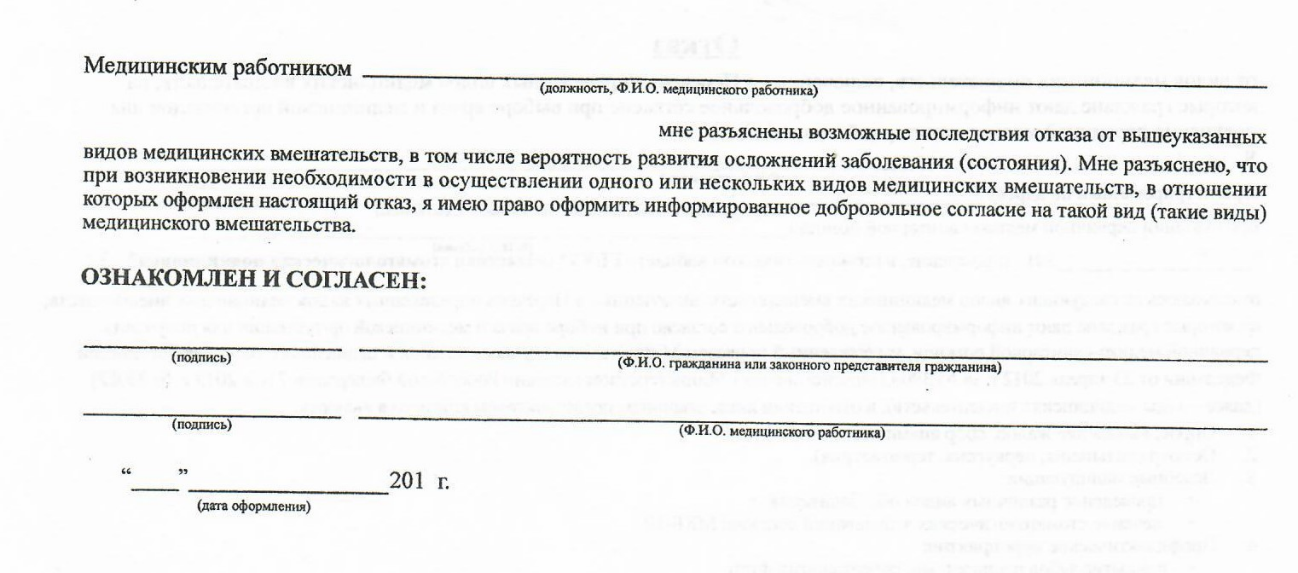 Медицинским работником
(должность, Ф.И.О. медицинского работника)
мне разъяснены возможные последствия отказа от вышеуказанных
видов медицинских вмешательств, в том числе вероятность развития осложнений заболевания (состояния). Мне разъяснено, что
при возникновении необходимости в осуществлении одного или нескольких видов медицинских вмешательств, в отношении
которых оформлен настоящий отказ, я имею право оформить информированное добровольное согласие на такой вид (такие виды)
медицинского вмешательства.
ОЗНАКОМЛЕН И СОГЛАСЕН:
(подпись) (Ф.И.О. гражданина или законного представителя гражданина)
(подпись) (Ф.И.О. медицинского работника)
“____” ________________201 г.
(дата оформления)